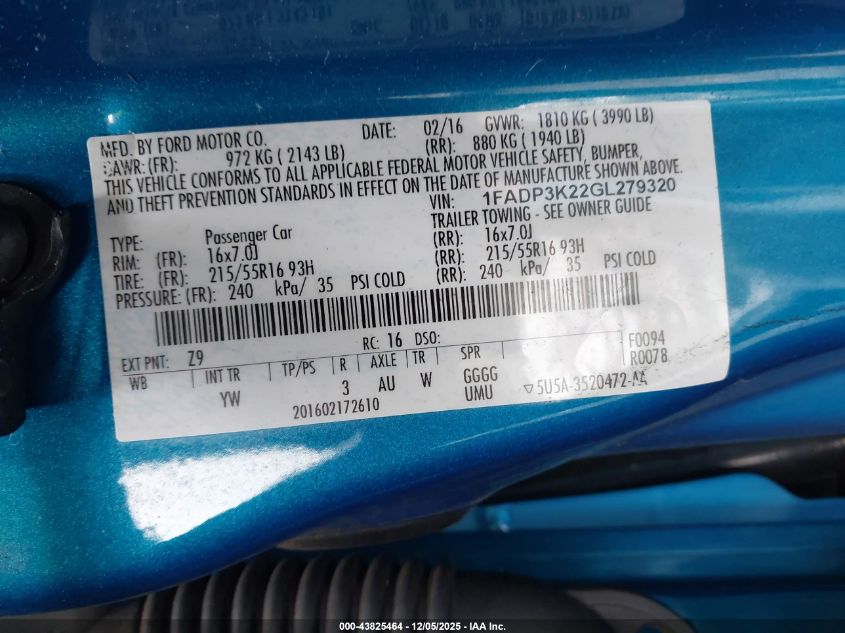 MFD. BY FORD MOTOR CO. DATE: 02/16 GVWR: 1810 KG ( 3990 LB)
GAWR: (FR): 972 KG ( 2143 LB) (RR): 880 KG ( 1940 LB)
THIS VEHICLE CONFORMS TO ALL APPLICABLE FEDERAL MOTOR VEHICLE SAFETY, BUMPER,
AND THEFT PREVENTION STANDARDS IN EFFECT ON THE DATE OF MANUFACTURE SHOWN ABOVE.
VIN: 1FADP3K22GL279320
TYPE: Passenger Car TRAILER TOWING - SEE OWNER GUIDE
RIM: (FR): 16x7.0J (RR): 16x7.0J
TIRE: (FR): 215/55R16 93H (RR): 215/55R16 93H
PRESSURE: (FR): 240 kPa/ 35 PSI COLD (RR): 240 kPa/ 35 PSI COLD
EXT PNT: Z9 RC: 16 DSO: F0094
WB INT TR TP/PS R AXLE TR SPR R0078
YW 3 AU W GGGG
201602172610 UMU ▽5U5A-3520472-AA
000-43825464 - 12/05/2025 - IAA Inc.